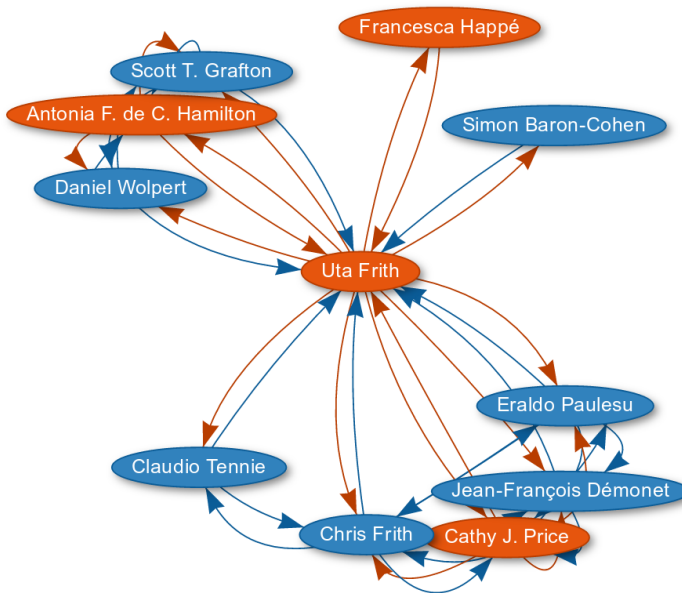 Francesca Happé
Scott T. Grafton
Antonia F. de C. Hamilton
Simon Baron-Cohen
Daniel Wolpert
Uta Frith
Eraldo Paulesu
Claudio Tennie
Jean-François Démonet
Chris Frith
Cathy J. Price